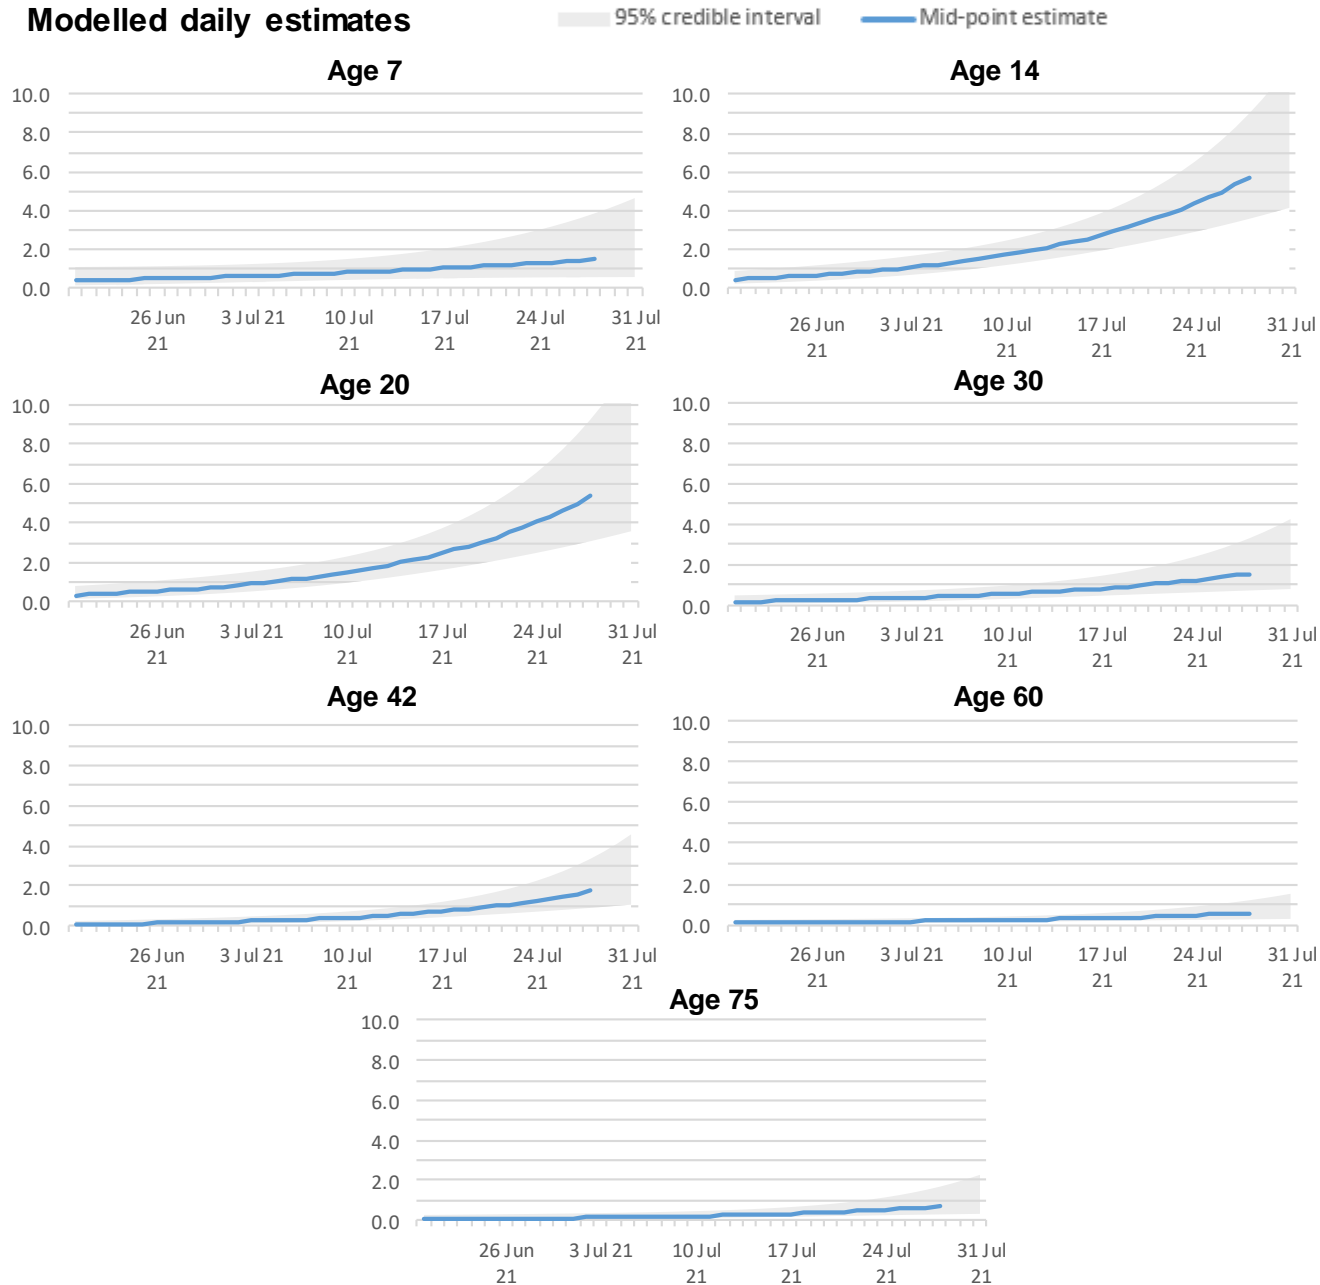 Modelled daily estimates
95% credible interval
Mid-point estimate
Age 7
10.0
8.0
6.0
4.0
2.0
0.0
26 Jun
21
3 Jul 21
10 Jul
21
17 Jul
21
24 Jul
21
31 Jul
21
Age 14
10.0
8.0
6.0
4.0
2.0
0.0
26 Jun
21
3 Jul 21
10 Jul
21
17 Jul
21
24 Jul
21
31 Jul
21
Age 20
10.0
8.0
6.0
4.0
2.0
0.0
26 Jun
21
3 Jul 21
10 Jul
21
17 Jul
21
24 Jul
21
31 Jul
21
Age 30
10.0
8.0
6.0
4.0
2.0
0.0
26 Jun
21
3 Jul 21
10 Jul
21
17 Jul
21
24 Jul
21
31 Jul
21
Age 42
10.0
8.0
6.0
4.0
2.0
0.0
26 Jun
21
3 Jul 21
10 Jul
21
17 Jul
21
24 Jul
21
31 Jul
21
Age 60
10.0
8.0
6.0
4.0
2.0
0.0
26 Jun
21
3 Jul 21
10 Jul
21
17 Jul
21
24 Jul
21
31 Jul
21
Age 75
10.0
8.0
6.0
4.0
2.0
0.0
26 Jun
21
3 Jul 21
10 Jul
21
17 Jul
21
24 Jul
21
31 Jul
21